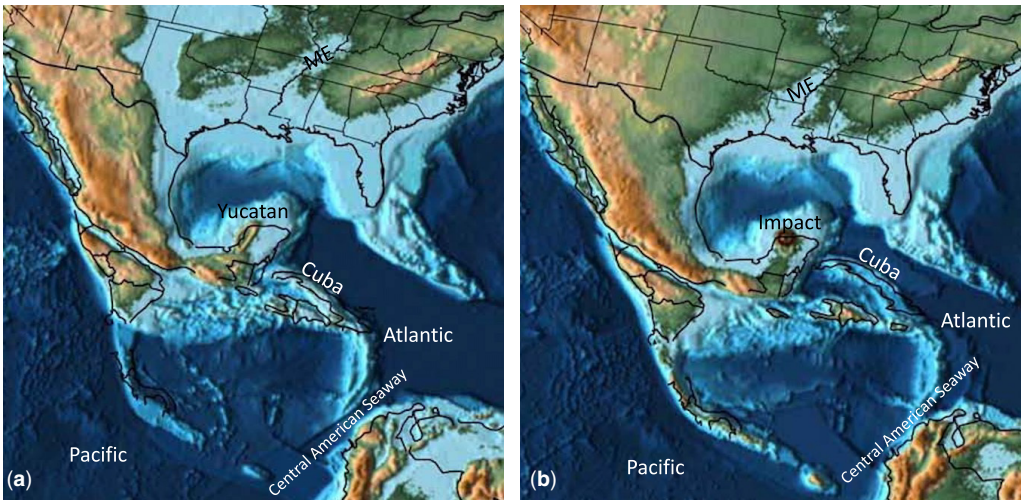 ME
Yucatan
Cuba
Atlantic
Central American Seaway
Pacific
(a)
ME
Impact
Cuba
Atlantic
Central American Seaway
Pacific
(b)